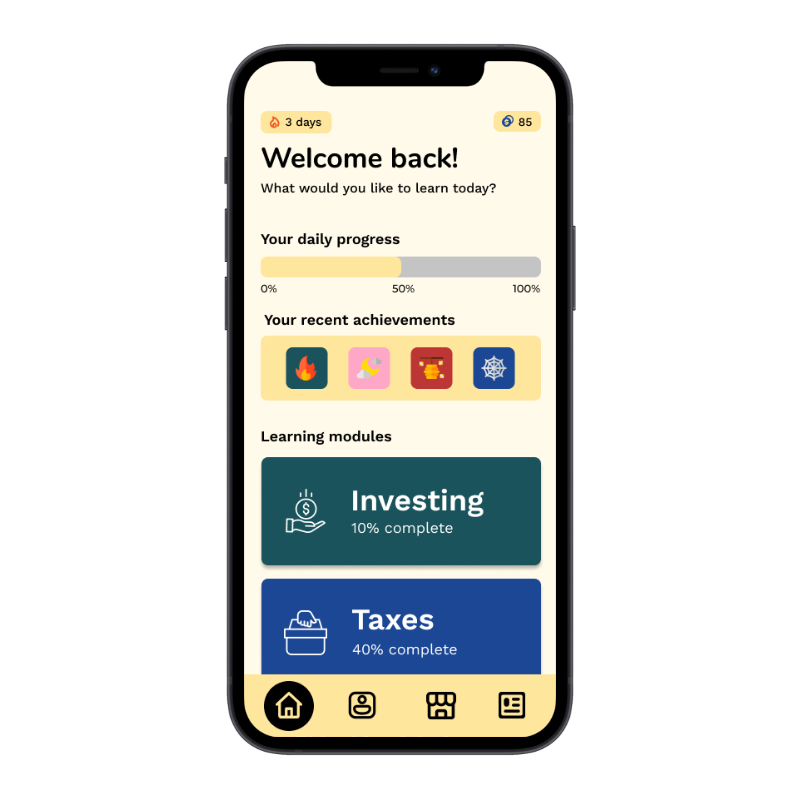 3 days
85
Welcome back!
What would you like to learn today?
Your daily progress
0% 50% 100%
Your recent achievements
Learning modules
$
Investing
10% complete
Taxes
40% complete